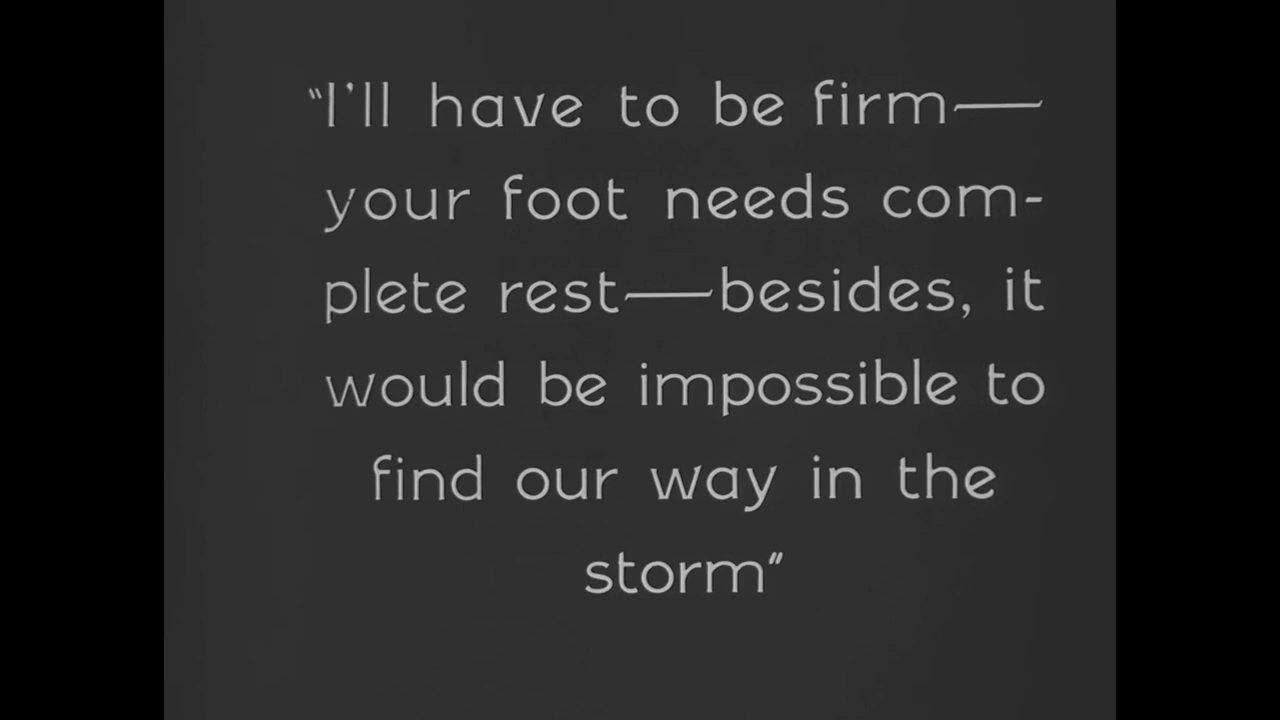 "I'll have to be firm—
your foot needs com-
plete rest—besides, it
would be impossible to
find our way in the
storm"